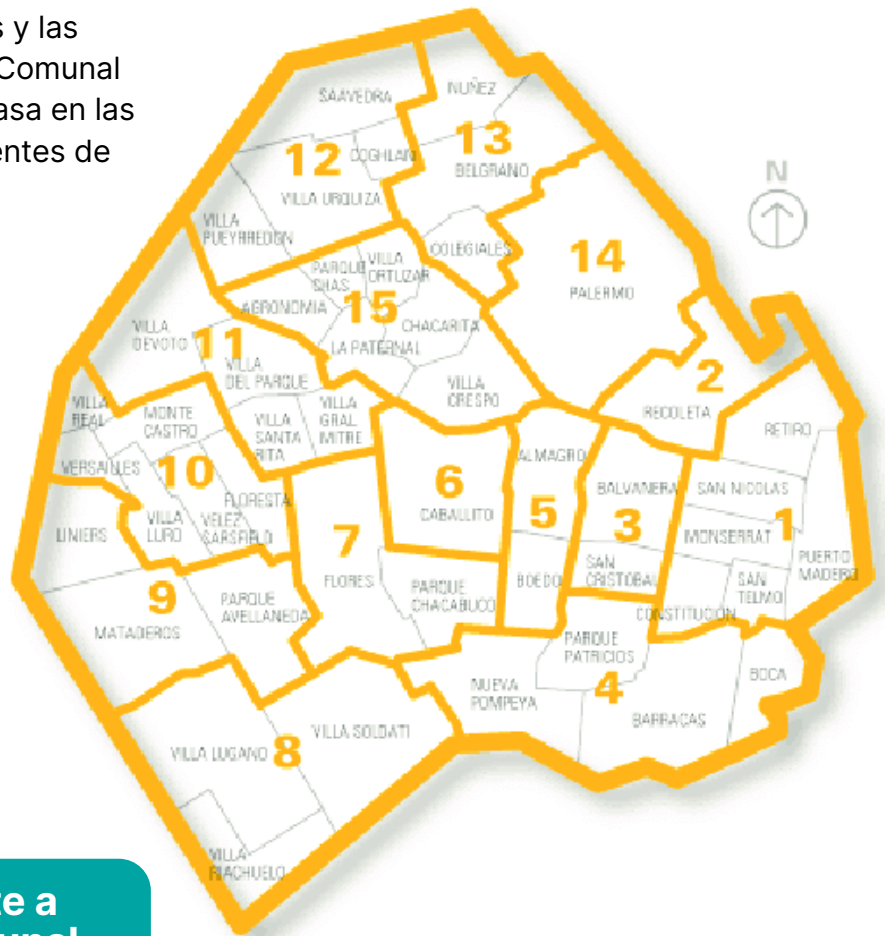 s y las
Comunal
asa en las
entes de
N
SAAVEDRA
NUÑEZ
12
COGHLAN
13
BELGRANO
VILLA URQUIZA
VILLA
PUEYRREDON
COLEGIALES
14
PALERMO
PARQUE
CHAS
VILLA
ORTUZAR
AGRONOMIA
15
CHACARITA
LA PATERNAL
VILLA
DEVOTO
11
VILLA
DEL PARQUE
VILLA
CRESPO
2
RECOLETA
VILLA
REAL
MONTE
CASTRO
VILLA
SANTA
RITA
VILLA
GRAL
MITRE
RETIRO
VERSAILLES
10
FLORESTA
6
CABALLITO
ALMAGRO
5
BALVANERA
3
SAN NICOLAS
LINIERS
VILLA
LURO
VELEZ
SARSFIELD
7
FLORES
MONSERRAT
1
PUERTO
MADERO
9
MATADEROS
PARQUE
AVELLANEDA
PARQUE
CHACABUCO
BOEDO
SAN
CRISTOBAL
SAN
TELMO
CONSTITUCIÓN
PARQUE
PATRICIOS
4
NUEVA
POMPEYA
BARRACAS
BOCA
VILLA LUGANO
8
VILLA SOLDATI
VILLA
RIACHUELO
te a
unal